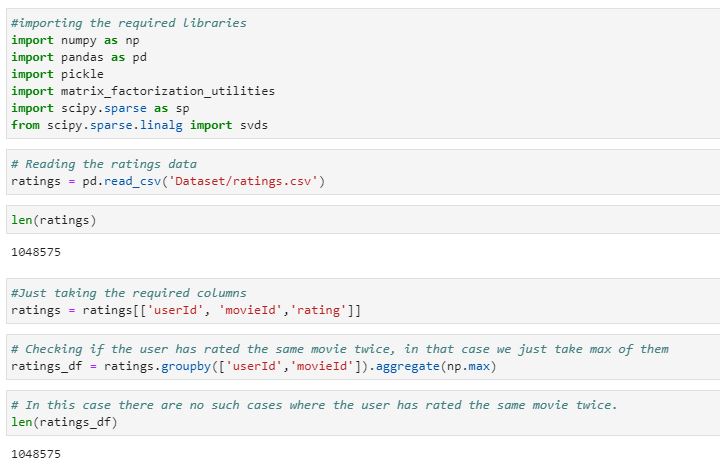 #importing the required libraries
import numpy as np
import pandas as pd
import pickle
import matrix_factorization_utilities
import scipy.sparse as sp
from scipy.sparse.linalg import svds
# Reading the ratings data
ratings = pd.read_csv('Dataset/ratings.csv')
len(ratings)
1048575
#Just taking the required columns
ratings = ratings[['userId', 'movieId','rating']]
# Checking if the user has rated the same movie twice, in that case we just take max of them
ratings_df = ratings.groupby(['userId','movieId']).aggregate(np.max)
# In this case there are no such cases where the user has rated the same movie twice.
len(ratings_df)
1048575